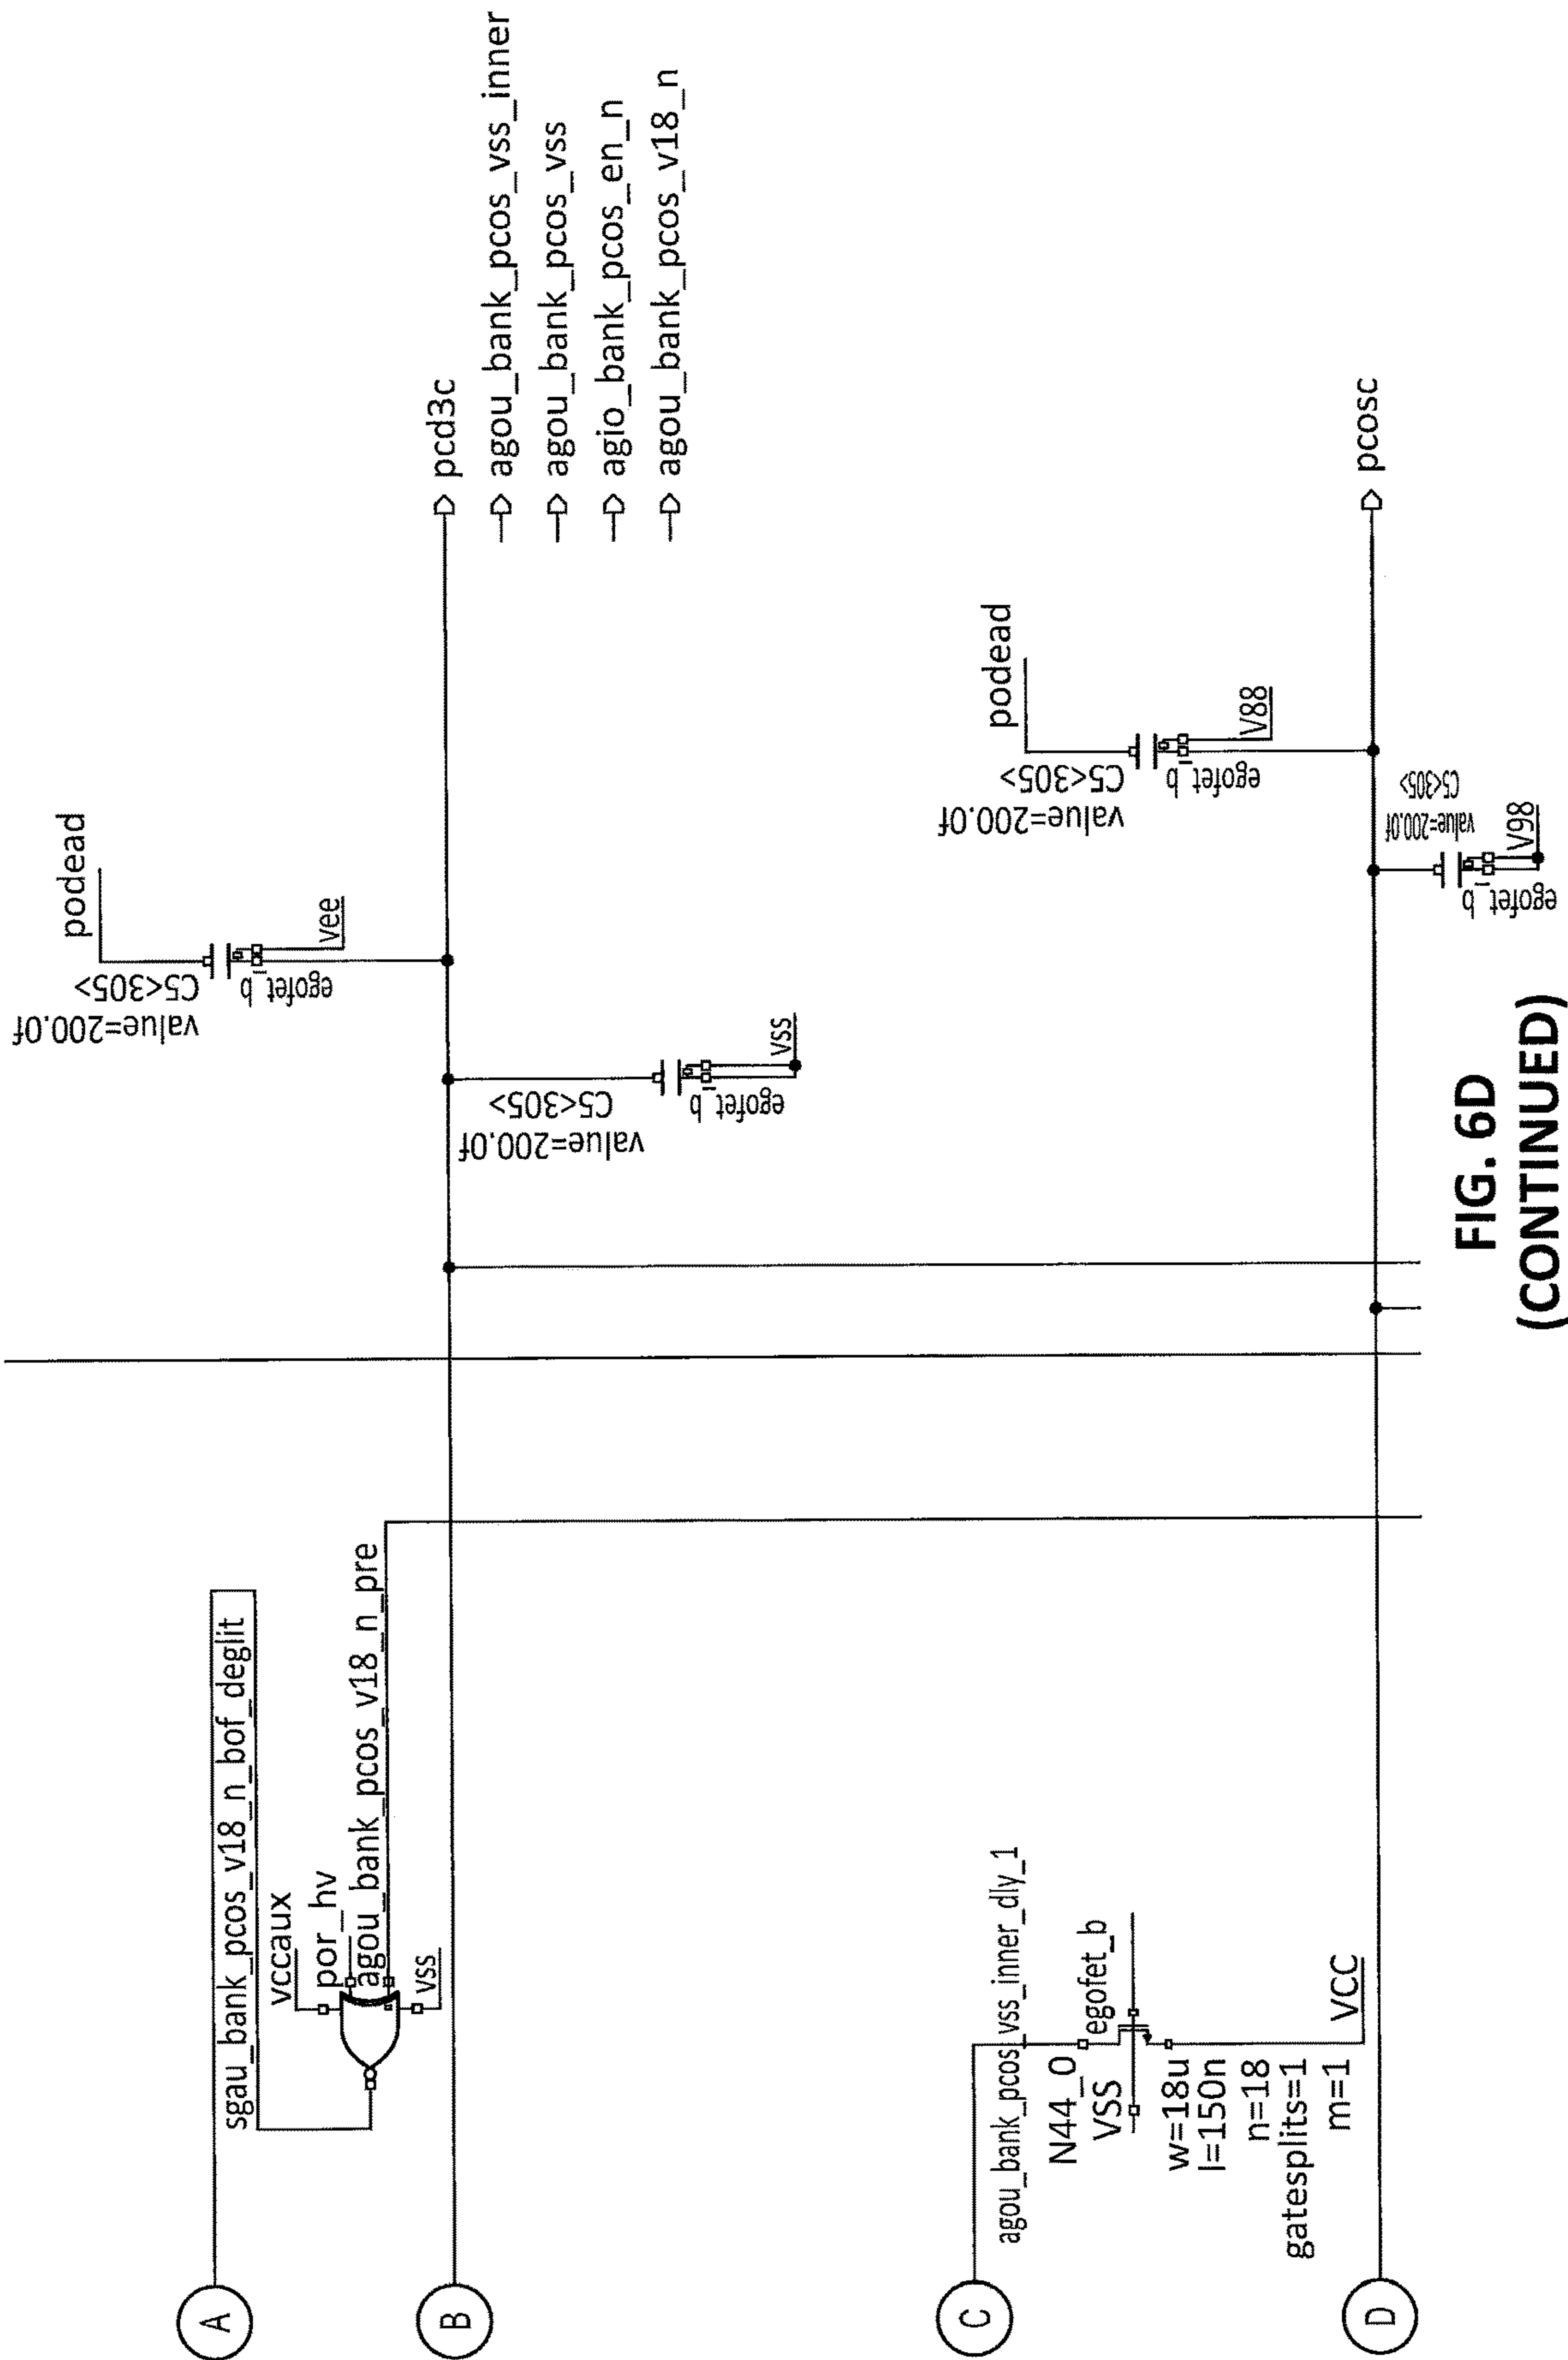 A
sgau_bank_pcos_v18_n_bof_deglit
vccaux
por_hv
agou_bank_pcos_v18_n_pre
vss
B
podead
C5<305>
value=200.0f
egofet_b
vee
C5<305>
value=200.0f
egofet_b
vss
pcd3c
agou_bank_pcos_vss_inner
agou_bank_pcos_vss
agio_bank_pcos_en_n
agou_bank_pcos_v18_n
C
agou_bank_pcos_vss_inner_dly_1
N44_0
egofet_b
VSS
w=18u
l=150n
n=18
gatesplits=1
m=1
VCC
D
podead
C5<305>
value=200.0f
egofet_b
V88
C5<305>
value=200.0f
egofet_b
V98
pcosc
FIG. 6D
(CONTINUED)